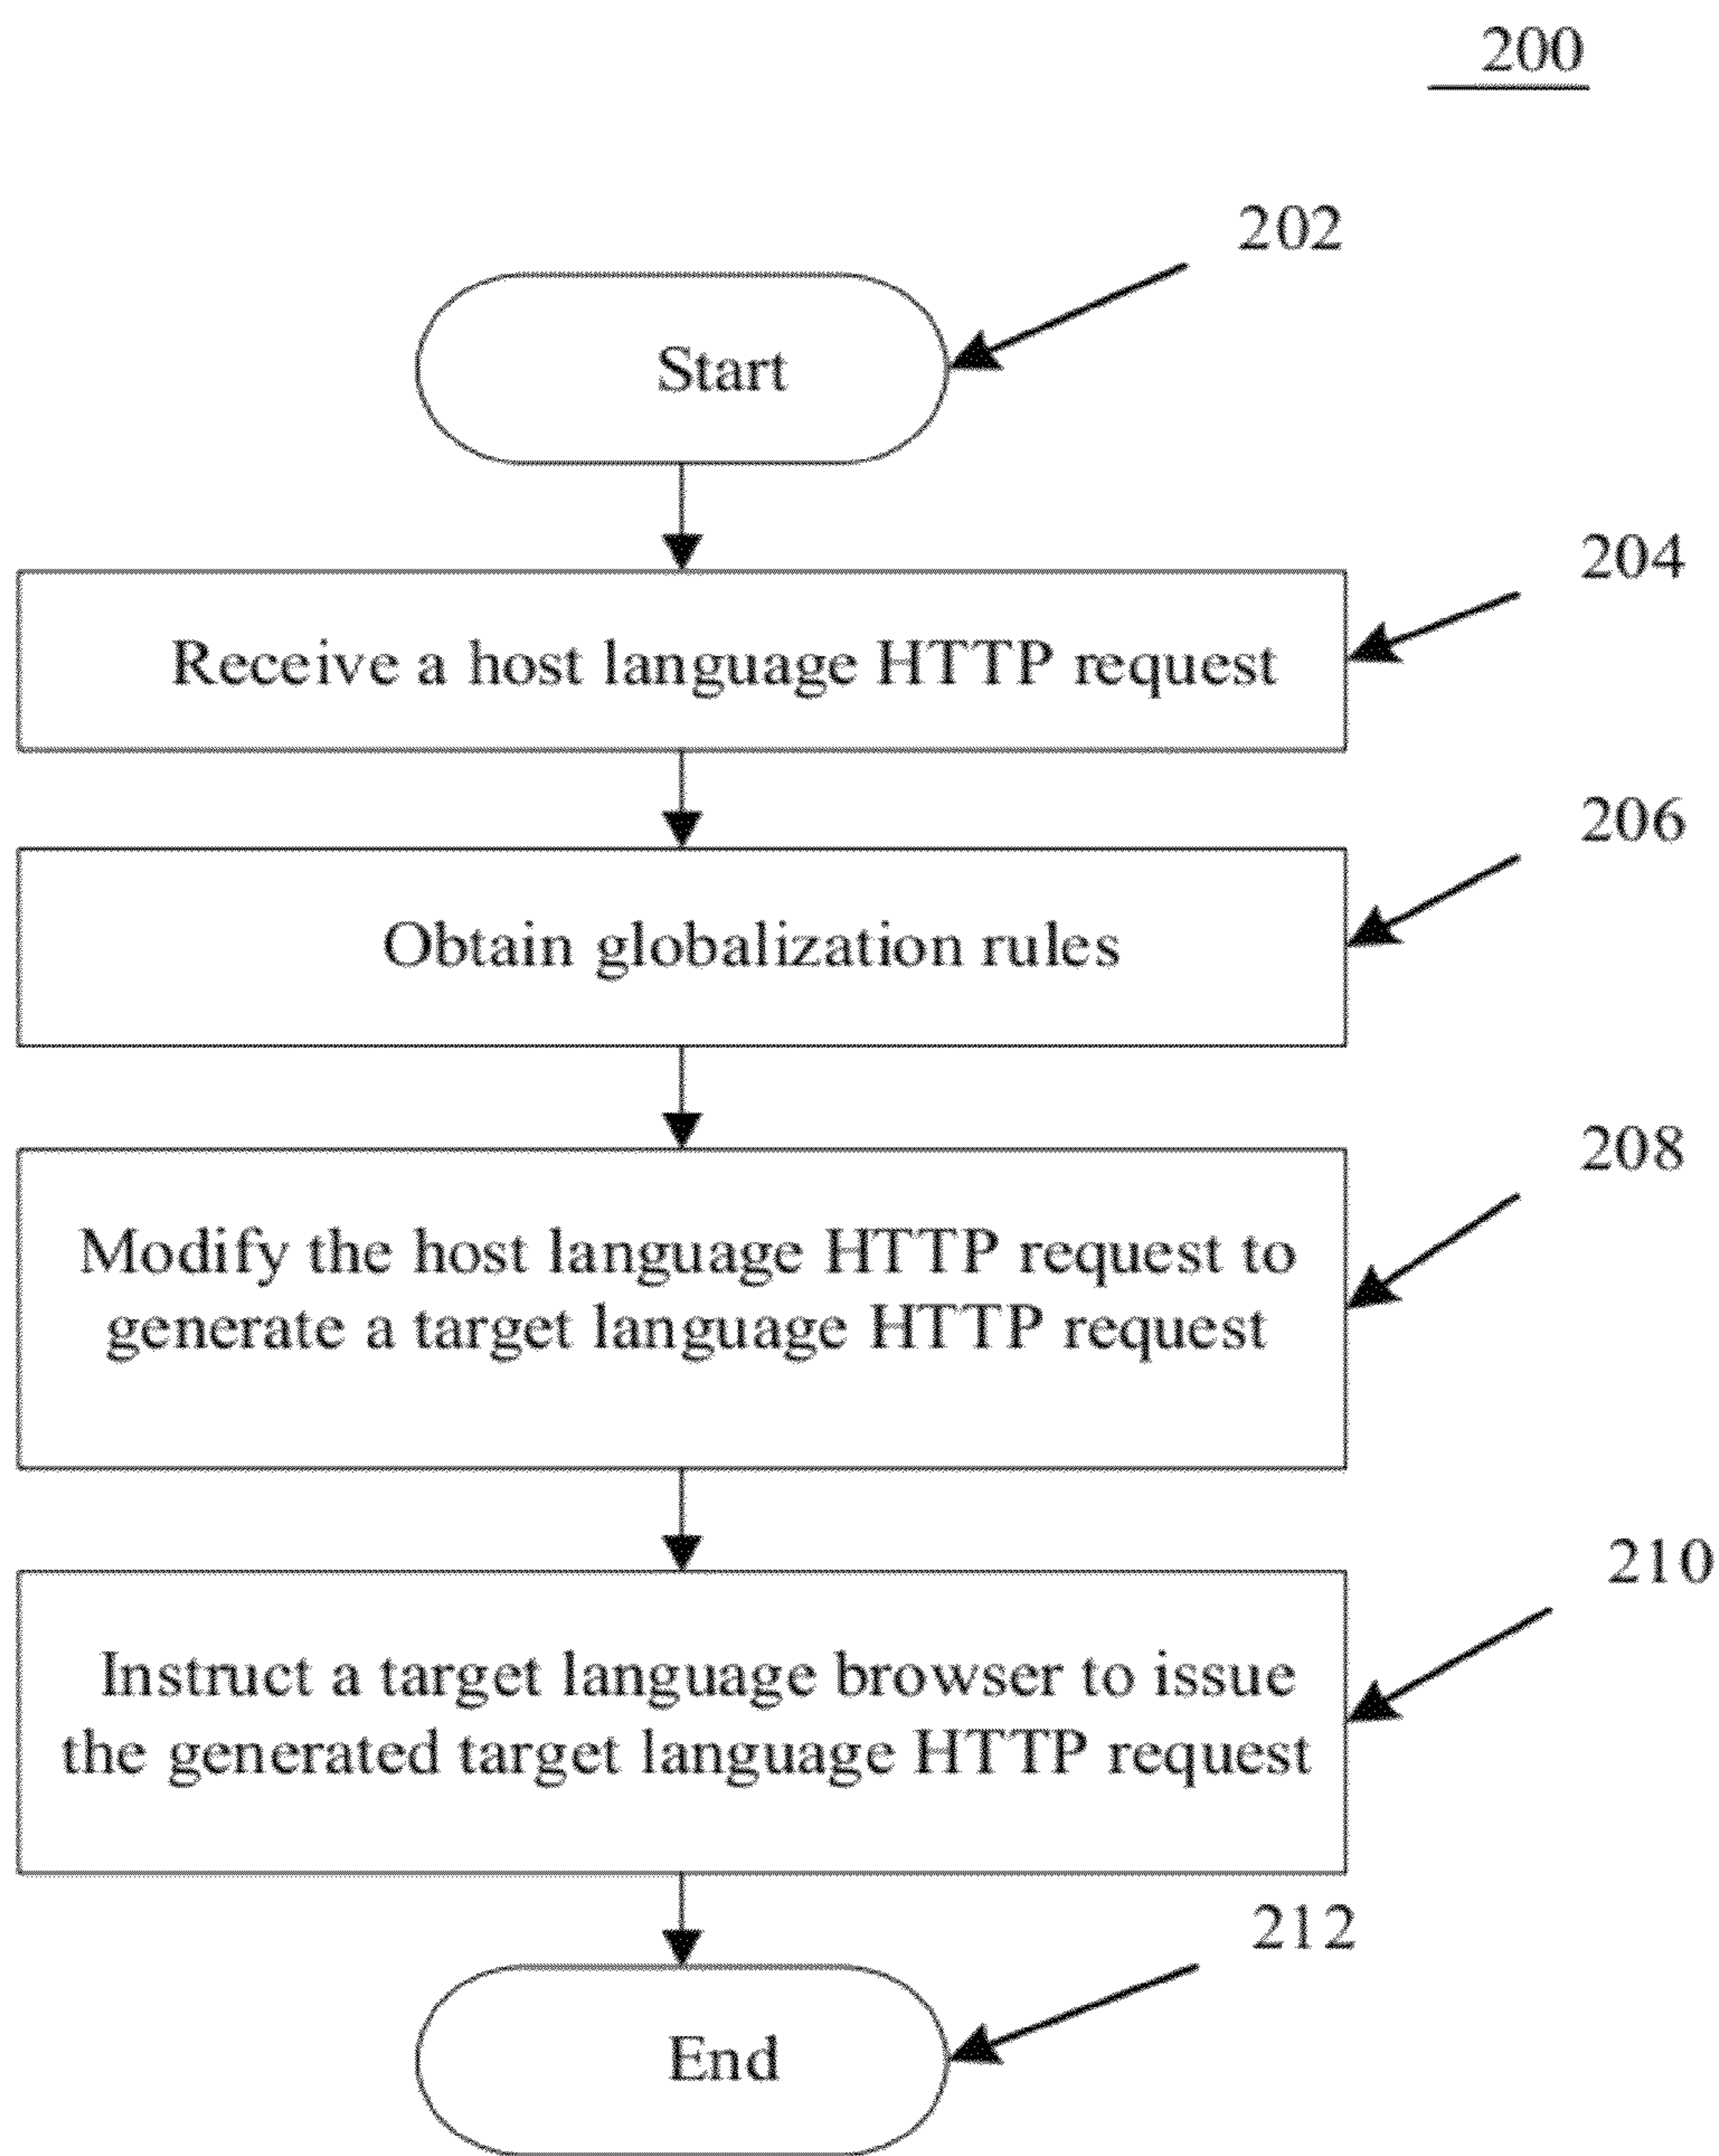 200
202
Start
204
Receive a host language HTTP request
206
Obtain globalization rules
208
Modify the host language HTTP request to
generate a target language HTTP request
210
Instruct a target language browser to issue
the generated target language HTTP request
212
End